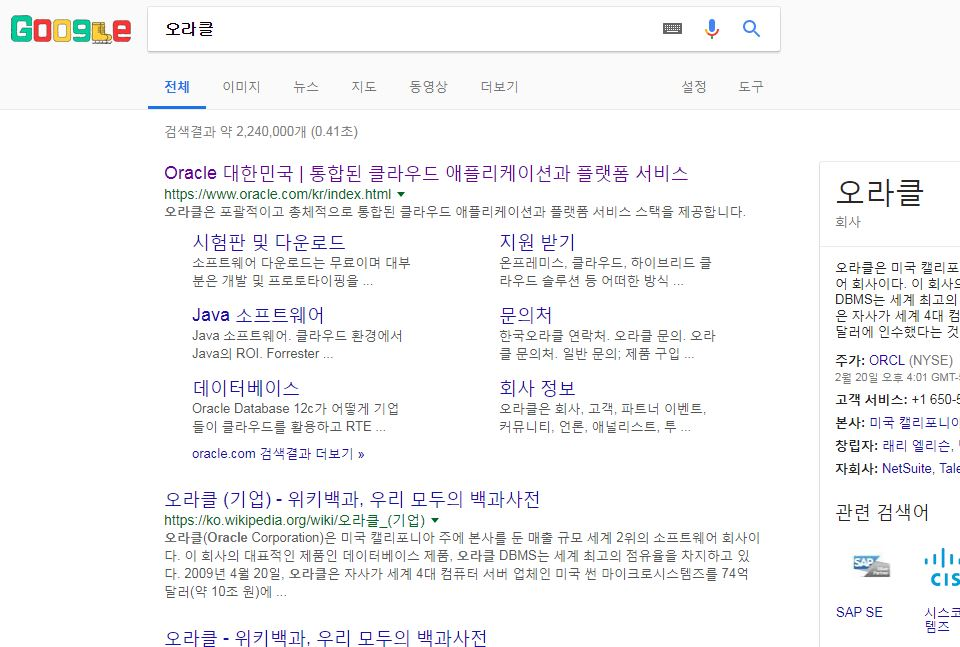 Google
오라클
전체 이미지 뉴스 지도 동영상 더보기 설정 도구
검색결과 약 2,240,000개 (0.41초)
Oracle 대한민국 | 통합된 클라우드 애플리케이션과 플랫폼 서비스
https://www.oracle.com/kr/index.html
오라클은 포괄적이고 총체적으로 통합된 클라우드 애플리케이션과 플랫폼 서비스 스택을 제공합니다.
시험판 및 다운로드
소프트웨어 다운로드는 무료이며 대부
분은 개발 및 프로토타이핑을 ...
지원 받기
온프레미스, 클라우드, 하이브리드 클
라우드 솔루션 등 어떠한 방식 ...
Java 소프트웨어
Java 소프트웨어. 클라우드 환경에서
Java의 ROI. Forrester ...
문의처
한국오라클 연락처. 오라클 문의. 오라
클 문의처. 일반 문의; 제품 구입 ...
데이터베이스
Oracle Database 12c가 어떻게 기업
들이 클라우드를 활용하고 RTE ...
회사 정보
오라클은 회사, 고객, 파트너 이벤트,
커뮤니티, 언론, 애널리스트, 투 ...
oracle.com 검색결과 더보기 »
오라클 (기업) - 위키백과, 우리 모두의 백과사전
https://ko.wikipedia.org/wiki/오라클_(기업)
오라클(Oracle Corporation)은 미국 캘리포니아 주에 본사를 둔 매출 규모 세계 2위의 소프트웨어 회사이
다. 이 회사의 대표적인 제품인 데이터베이스 제품, 오라클 DBMS는 세계 최고의 점유율을 차지하고 있
다. 2009년 4월 20일, 오라클은 자사가 세계 4대 컴퓨터 서버 업체인 미국 썬 마이크로시스템즈를 74억
달러(약 10조 원)에 ...
오라클 - 위키백과, 우리 모두의 백과사전
오라클
회사
오라클은 미국 캘리포
어 회사이다. 이 회사의
DBMS는 세계 최고의
은 자사가 세계 4대 컴
달러에 인수했다는 것
주가: ORCL (NYSE)
2월 20일 오후 4:01 GMT-
고객 서비스: +1 650-5
본사: 미국 캘리포니아
창립자: 래리 엘리슨,
자회사: NetSuite, Tale
관련 검색어
SAP
CIS
SAP SE
시스코
템즈